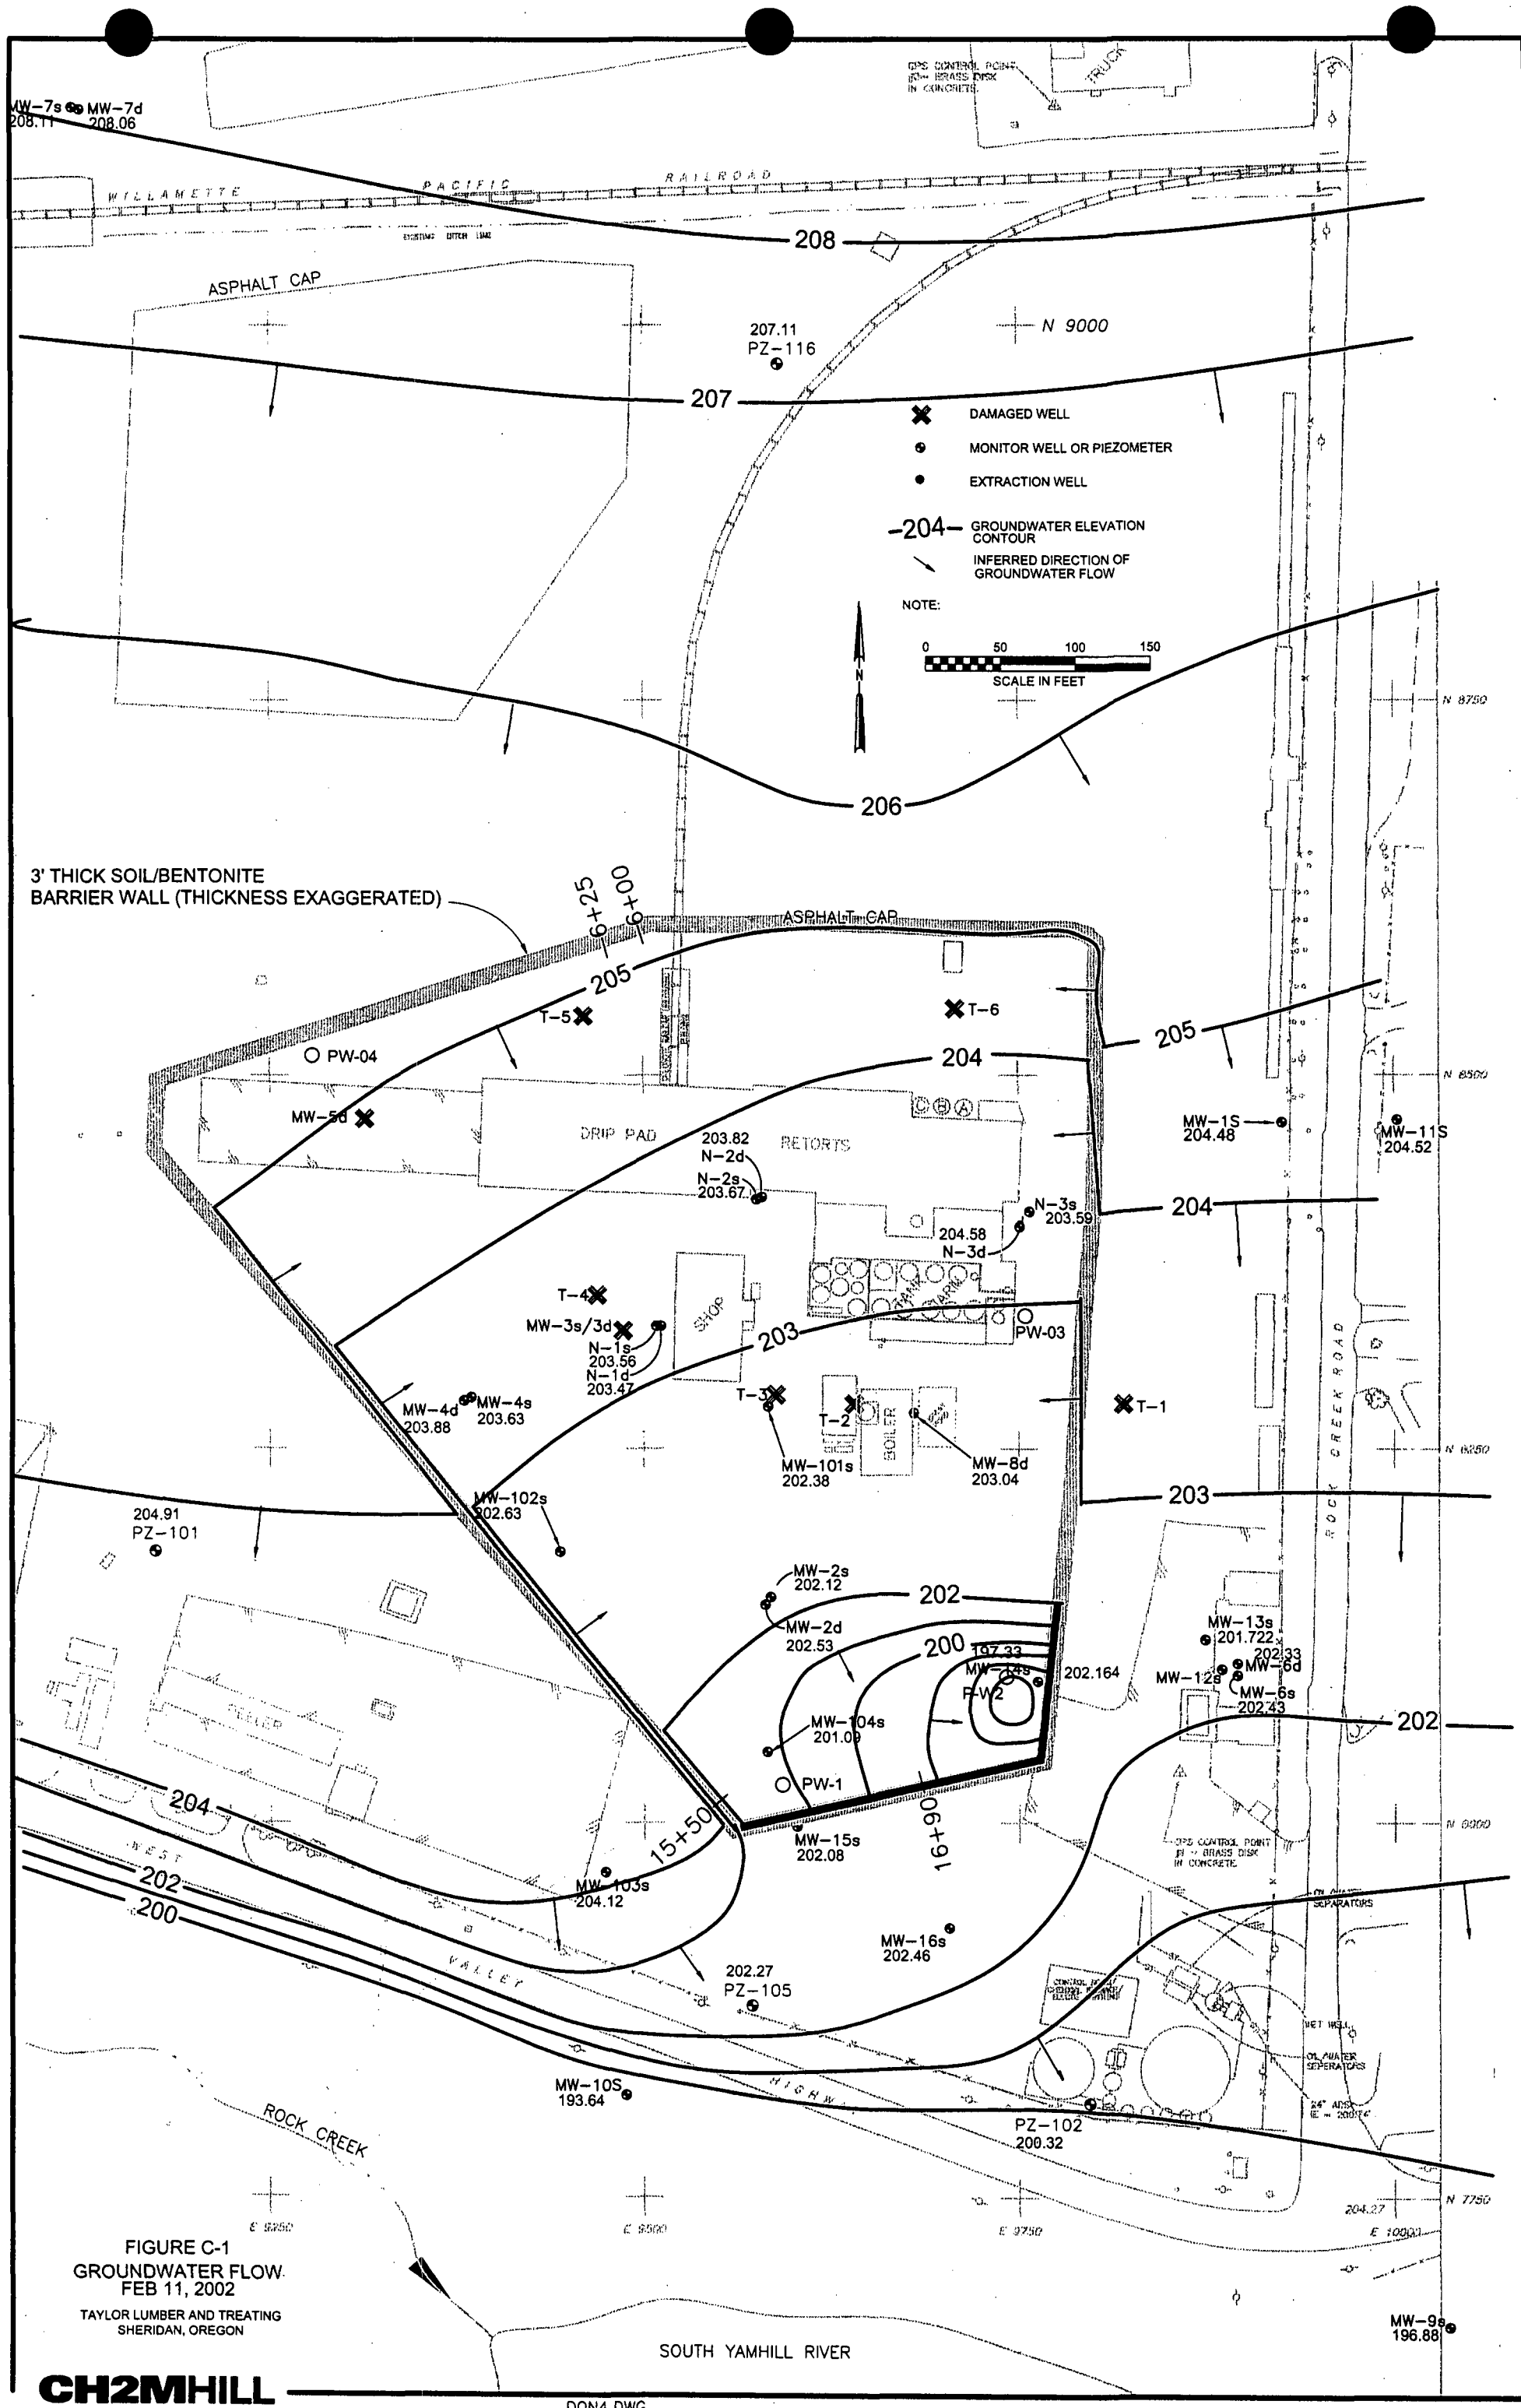 GPS CONTROL POINT
BRASS DISK
IN CONCRETE
TRUCK
MW-7s MW-7d
208.11 208.06
WILLAMETTE PACIFIC RAILROAD
EXISTING DITCH LINE
208
ASPHALT CAP
N 9000
207.11
PZ-116
207
DAMAGED WELL
MONITOR WELL OR PIEZOMETER
EXTRACTION WELL
-204- GROUNDWATER ELEVATION
CONTOUR
INFERRED DIRECTION OF
GROUNDWATER FLOW
NOTE:
0 50 100 150
SCALE IN FEET
N
N 8750
206
3' THICK SOIL/BENTONITE
BARRIER WALL (THICKNESS EXAGGERATED)
6+25
6+00
ASPHALT CAP
205
T-5
T-6
205
PW-04
204
N 8500
MW-5d
C B A
DRIP PAD
RETORTS
203.82
N-2d
N-2s
203.67
MW-1S
204.48
MW-11S
204.52
N-3s
203.59
204.58
N-3d
204
T-4
SHOP
TANK FARM
MW-3s/3d
N-1s
203.56
N-1d
203.47
203
PW-03
MW-4d
203.88
MW-4s
203.63
T-3
T-2
BOILER
T-1
ROCK CREEK ROAD
N 8250
MW-101s
202.38
MW-8d
203.04
MW-102s
202.63
203
204.91
PZ-101
MW-2s
202.12
202
MW-2d
202.53
200
197.33
MW-14s
P-W2
202.164
MW-13s
201.722
202.33
MW-6d
MW-12s
MW-6s
202.43
PEELER
MW-104s
201.09
202
PW-1
204
15+50
16+90
MW-15s
202.08
N 8000
GPS CONTROL POINT
BRASS DISK
IN CONCRETE
WEST
202
200
MW-103s
204.12
SEPARATORS
MW-16s
202.46
VALLEY
202.27
PZ-105
WET WELL
OIL/WATER
SEPERATORS
HIGHW
MW-10S
193.64
PZ-102
200.32
ROCK CREEK
204.27
N 7750
E 9250
E 9500
E 9750
E 10000
FIGURE C-1
GROUNDWATER FLOW
FEB 11, 2002
TAYLOR LUMBER AND TREATING
SHERIDAN, OREGON
SOUTH YAMHILL RIVER
MW-9s
196.88
CH2MHILL
DON4.DWG